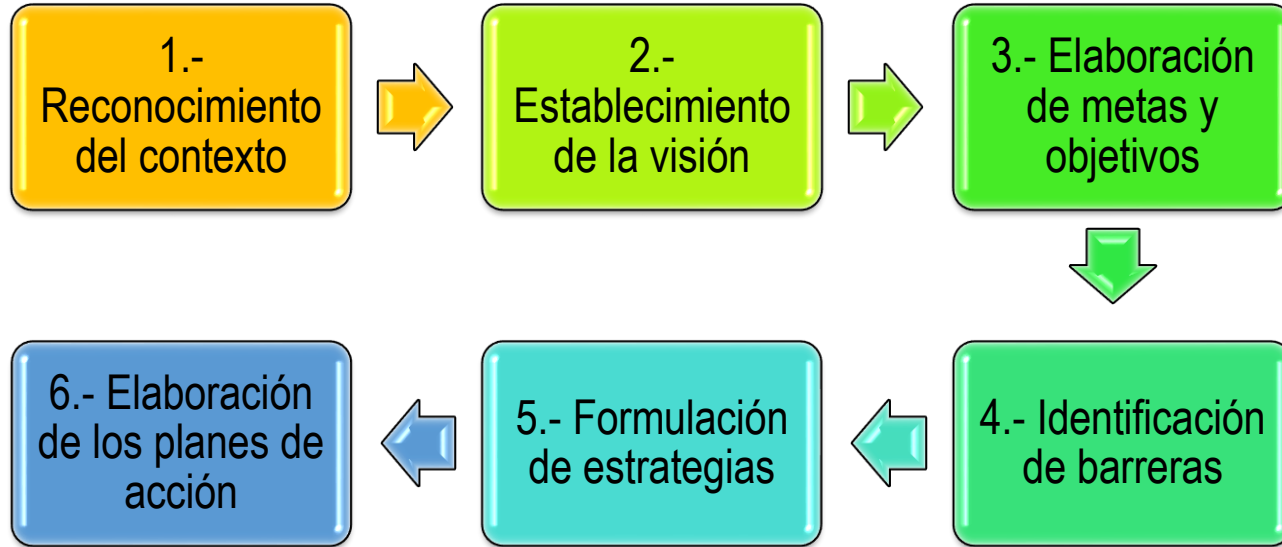 1.-
Reconocimiento
del contexto
2.-
Establecimiento
de la visión
3.- Elaboración
de metas y
objetivos
4.- Identificación
de barreras
5.- Formulación
de estrategias
6.- Elaboración
de los planes de
acción